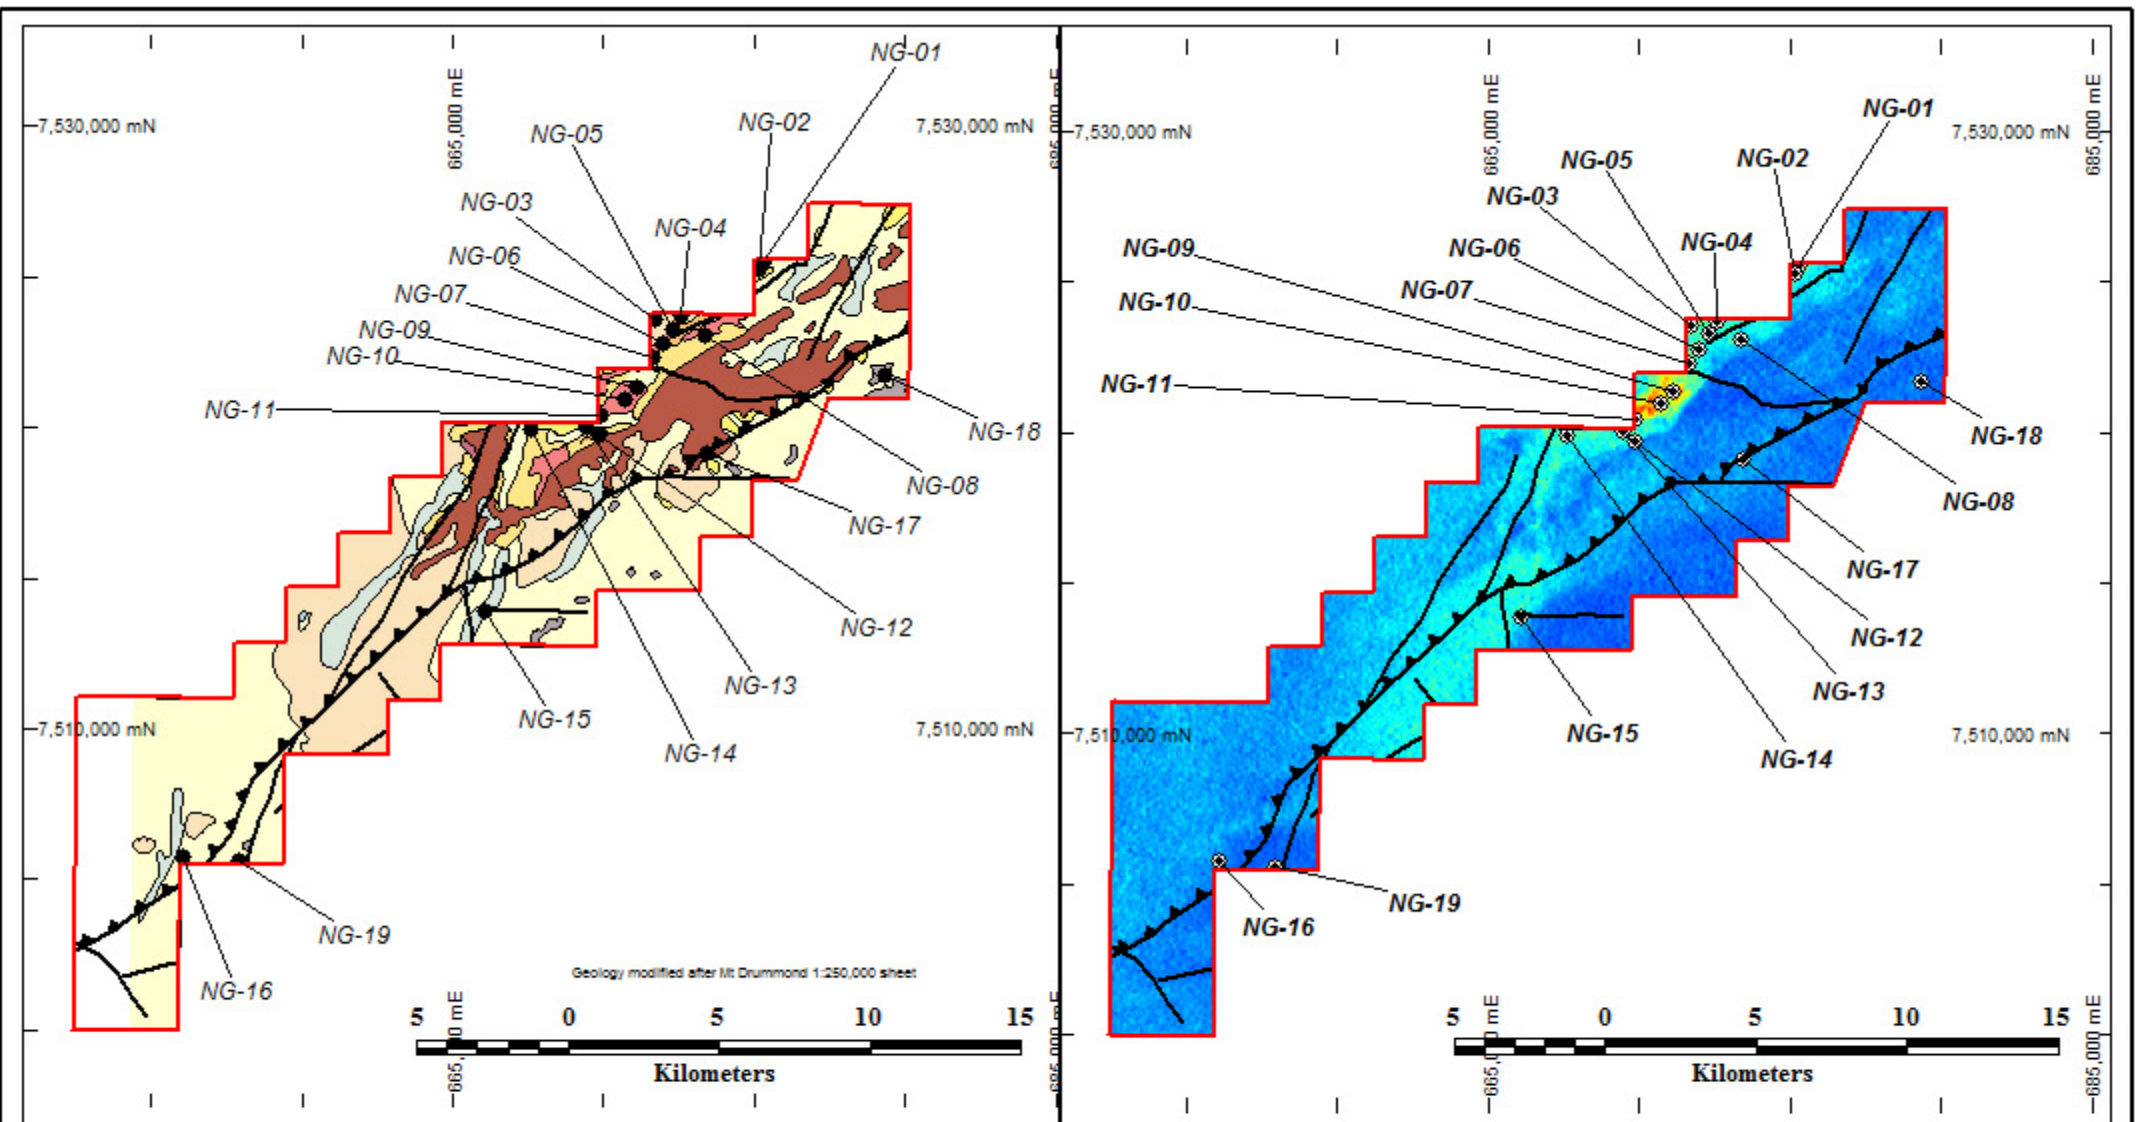 NG-01
665,000 mE
7,530,000 mN
7,530,000 mN
NG-05
NG-02
NG-03
NG-04
NG-06
NG-07
NG-09
NG-10
NG-11
NG-18
NG-08
NG-17
NG-12
NG-13
NG-15
7,510,000 mN
7,510,000 mN
NG-14
NG-19
NG-16
Geology modified after Mt Drummond 1:250,000 sheet
5 0 5 10 15
Kilometers
665,000 mE
685,000 mE
NG-01
7,530,000 mN
7,530,000 mN
NG-05
NG-02
NG-03
NG-09
NG-06
NG-04
NG-10
NG-07
NG-11
NG-18
NG-08
NG-17
NG-12
NG-13
NG-15
7,510,000 mN
7,510,000 mN
NG-14
NG-19
NG-16
5 0 5 10 15
Kilometers
665,000 mE
685,000 mE